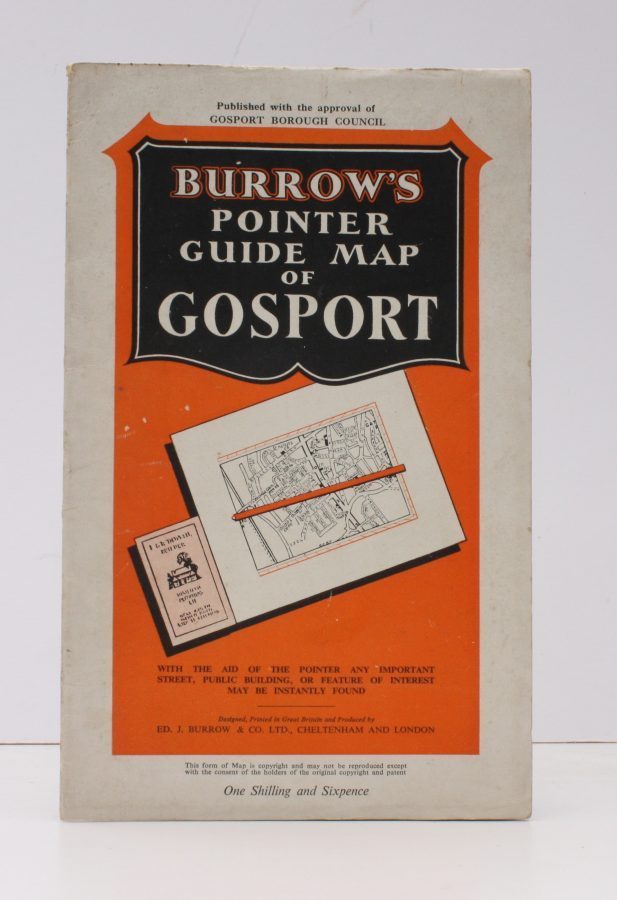 Published with the approval of
GOSPORT BOROUGH COUNCIL
BURROW'S
POINTER
GUIDE MAP
OF
GOSPORT
WITH THE AID OF THE POINTER ANY IMPORTANT
STREET, PUBLIC BUILDING, OR FEATURE OF INTEREST
MAY BE INSTANTLY FOUND
Designed, Printed in Great Britain and Produced by
ED. J. BURROW & CO. LTD., CHELTENHAM AND LONDON
This form of Map is copyright and may not be reproduced except
with the consent of the holders of the original copyright and patent
One Shilling and Sixpence